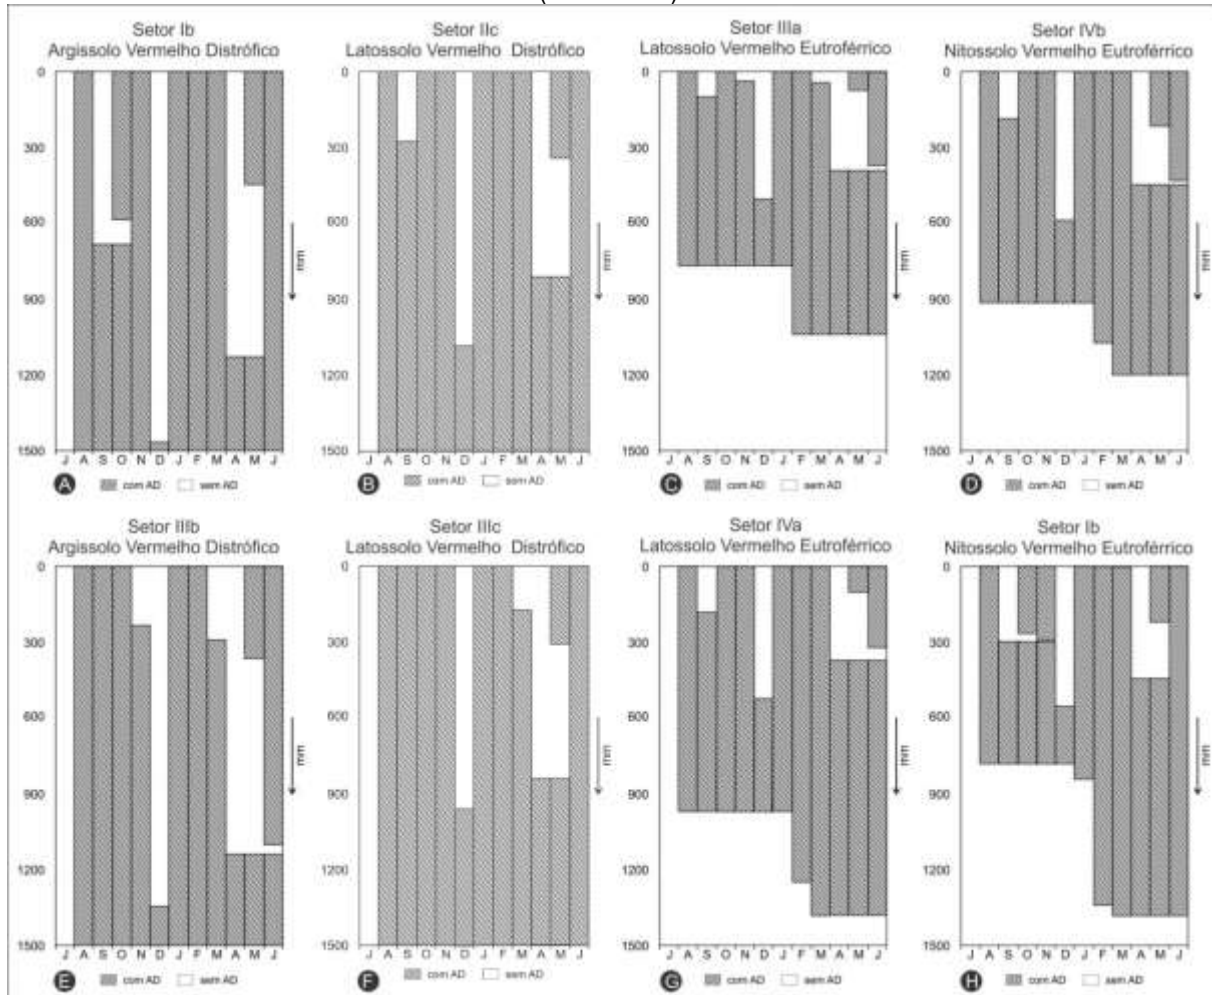 Setor Ib
Argissolo Vermelho Distrófico
0
300
600
900
1200
1500
mm
J A S O N D J F M A M J
A com AD sem AD
Setor IIc
Latossolo Vermelho Distrófico
0
300
600
900
1200
1500
mm
J A S O N D J F M A M J
B com AD sem AD
Setor IIIa
Latossolo Vermelho Eutroférrico
0
300
600
900
1200
1500
mm
J A S O N D J F M A M J
C com AD sem AD
Setor IVb
Nitossolo Vermelho Eutroférrico
0
300
600
900
1200
1500
mm
J A S O N D J F M A M J
D com AD sem AD
Setor IIIb
Argissolo Vermelho Distrófico
0
300
600
900
1200
1500
mm
J A S O N D J F M A M J
E com AD sem AD
Setor IIIc
Latossolo Vermelho Distrófico
0
300
600
900
1200
1500
mm
J A S O N D J F M A M J
F com AD sem AD
Setor IVa
Latossolo Vermelho Eutroférrico
0
300
600
900
1200
1500
mm
J A S O N D J F M A M J
G com AD sem AD
Setor Ib
Nitossolo Vermelho Eutroférrico
0
300
600
900
1200
1500
mm
J A S O N D J F M A M J
H com AD sem AD